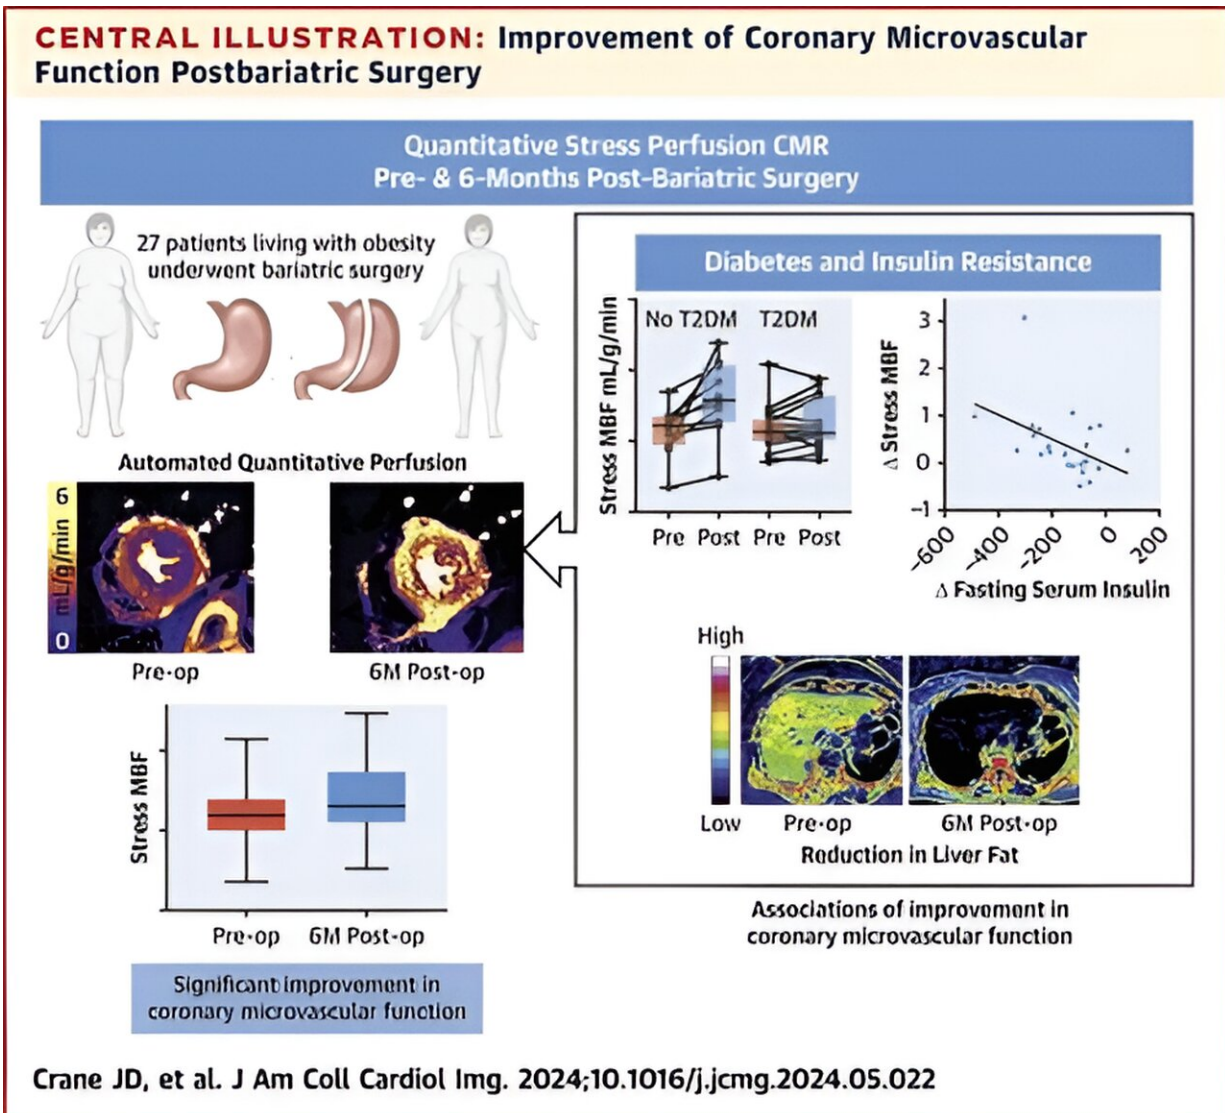 CENTRAL ILLUSTRATION: Improvement of Coronary Microvascular
Function Postbariatric Surgery
Quantitative Stress Perfusion CMR
Pre- & 6-Months Post-Bariatric Surgery
27 patients living with obesity
underwent bariatric surgery
Automated Quantitative Perfusion
6
mL/g/min
0
Pre-op
6M Post-op
Stress MBF
Pre-op
6M Post-op
Significant improvement in
coronary microvascular function
Diabetes and Insulin Resistance
Stress MBF mL/g/min
No T2DM
T2DM
Pre
Post
Pre
Post
Δ Stress MBF
3
2
1
0
−1
−600
−400
−200
0
200
Δ Fasting Serum Insulin
High
Low
Pre-op
6M Post-op
Reduction in Liver Fat
Associations of improvement in
coronary microvascular function
Crane JD, et al. J Am Coll Cardiol Img. 2024;10.1016/j.jcmg.2024.05.022